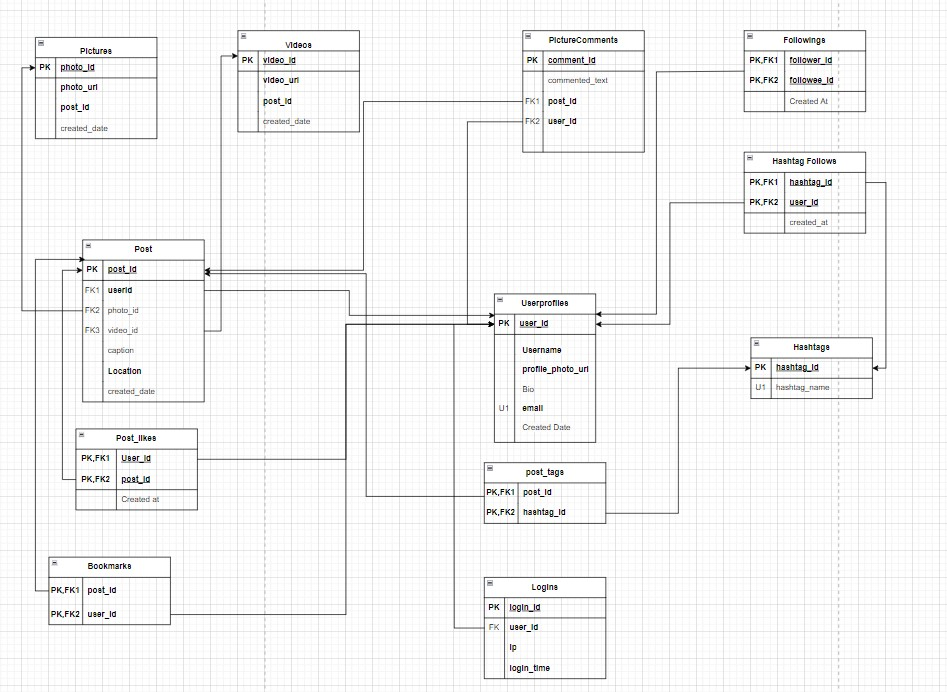 Pictures
PK photo_id
photo_url
post_id
created_date
Videos
PK video_id
video_url
post_id
created_date
PictureComments
PK comment_id
commented_text
FK1 post_id
FK2 user_id
Followings
PK,FK1 follower_id
PK,FK2 followee_id
Created At
Hashtag Follows
PK,FK1 hashtag_id
PK,FK2 user_id
created_at
Post
PK post_id
FK1 userid
FK2 photo_id
FK3 video_id
caption
Location
created_date
Userprofiles
PK user_id
Username
profile_photo_url
Bio
U1 email
Created Date
Hashtags
PK hashtag_id
U1 hashtag_name
Post_likes
PK,FK1 User_id
PK,FK2 post_id
Created at
post_tags
PK,FK1 post_id
PK,FK2 hashtag_id
Bookmarks
PK,FK1 post_id
PK,FK2 user_id
Logins
PK login_id
FK user_id
ip
login_time